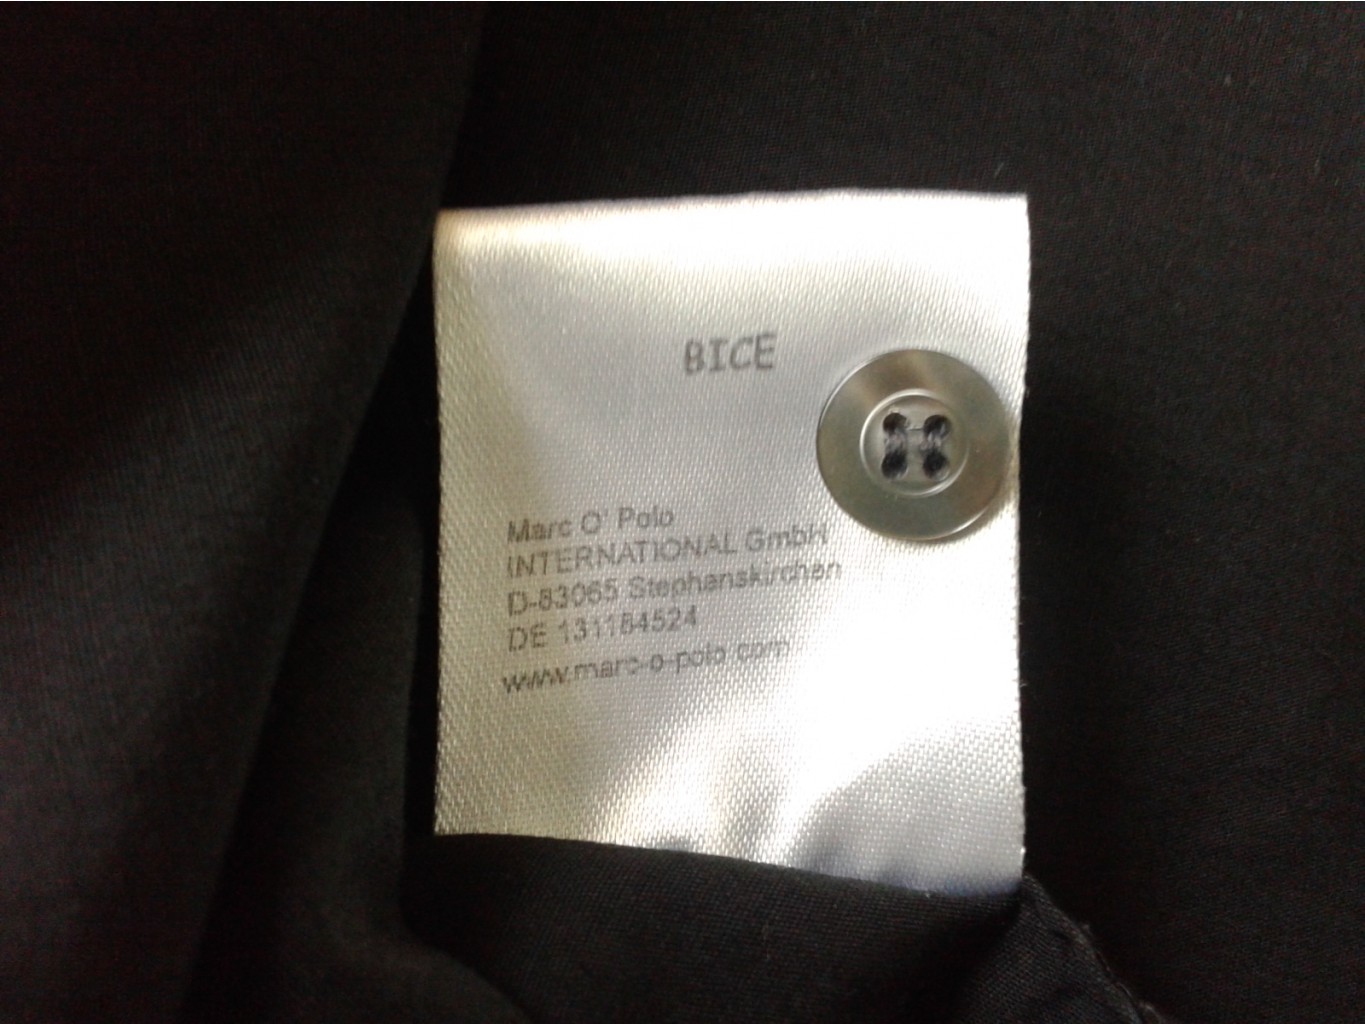 BICE
Marc O' Polo
INTERNATIONAL GmbH
D-83065 Stephanskirchen
DE 131184524
www.marc-o-polo.com